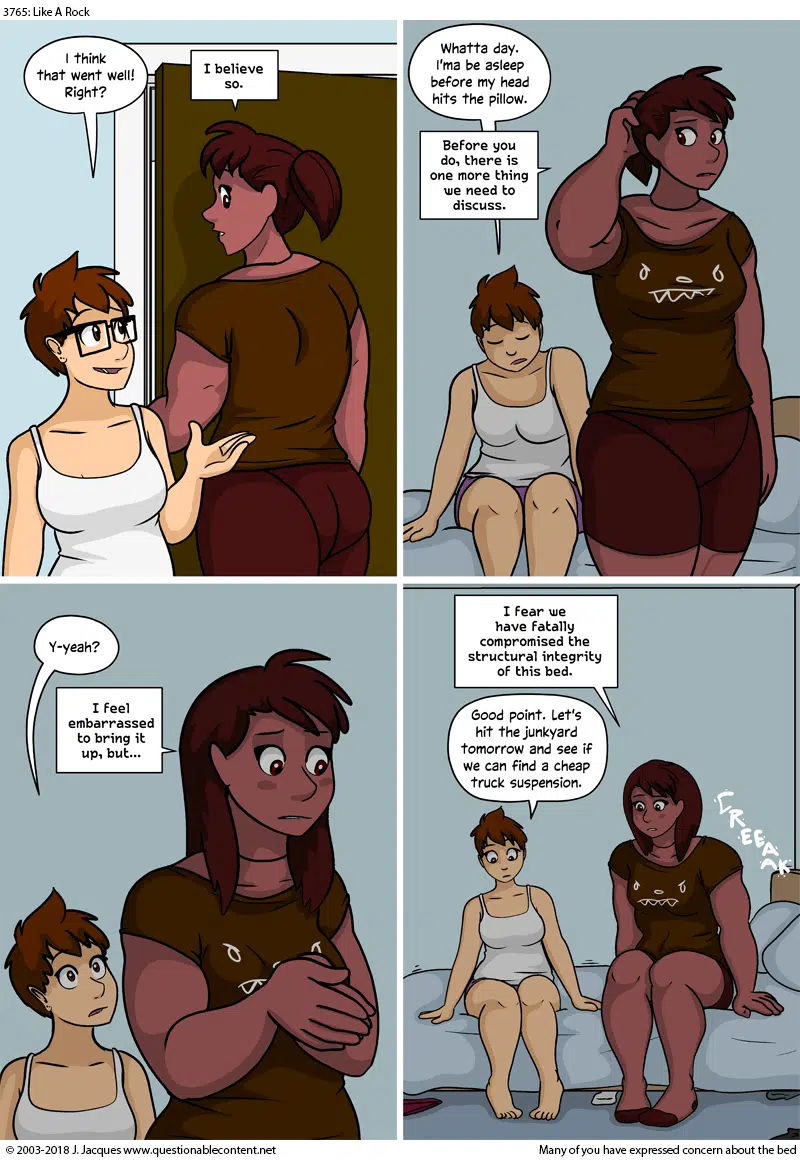 3765: Like A Rock
I think
that went well!
Right?
I believe
so.
Whatta day.
I'ma be asleep
before my head
hits the pillow.
Before you
do, there is
one more thing
we need to
discuss.
Y-yeah?
I feel
embarrassed
to bring it
up, but...
I fear we
have fatally
compromised the
structural integrity
of this bed.
Good point. Let's
hit the junkyard
tomorrow and see if
we can find a cheap
truck suspension.
CREEAAK
© 2003-2018 J. Jacques www.questionablecontent.net
Many of you have expressed concern about the bed